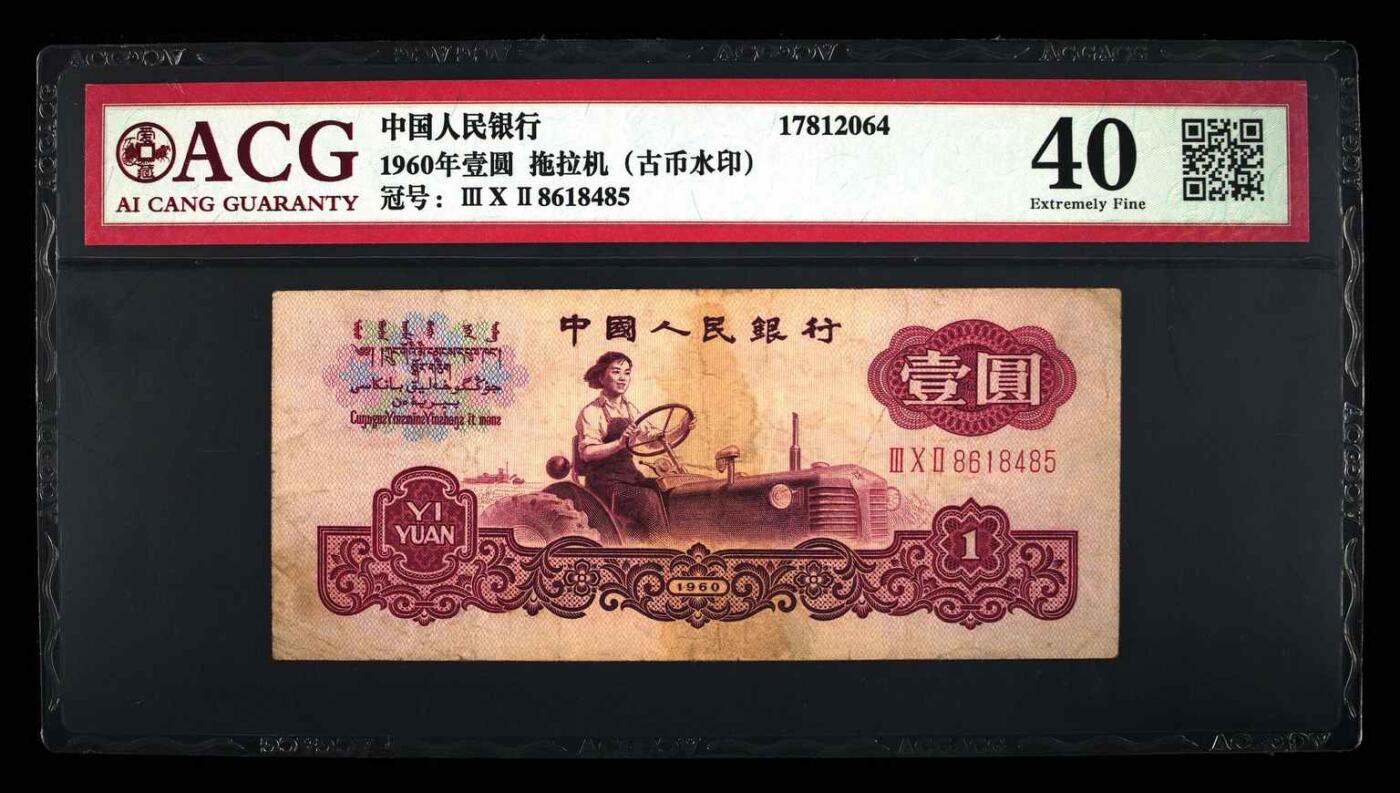 ACG
AI CANG GUARANTY
中国人民银行
1960年壹圆 拖拉机（古币水印）
冠号：ⅢⅩⅡ8618485
17812064
40
Extremely Fine
中國人民銀行
壹圓
ⅢⅩⅡ8618485
YI
YUAN
1960
1